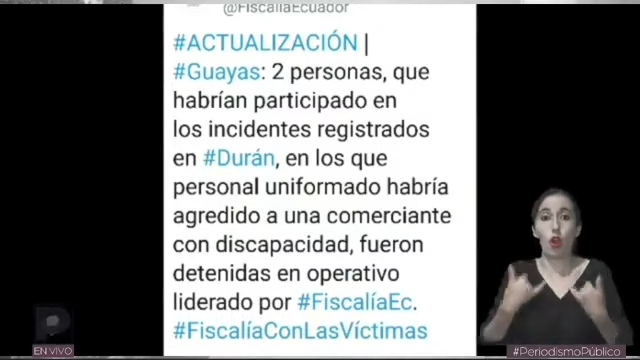 @FiscaliaEcuador
#ACTUALIZACIÓN |
#Guayas: 2 personas, que
habrían participado en
los incidentes registrados
en #Durán, en los que
personal uniformado habría
agredido a una comerciante
con discapacidad, fueron
detenidas en operativo
liderado por #FiscalíaEc.
#FiscalíaConLasVíctimas
EN VIVO
#PeriodismoPúblico